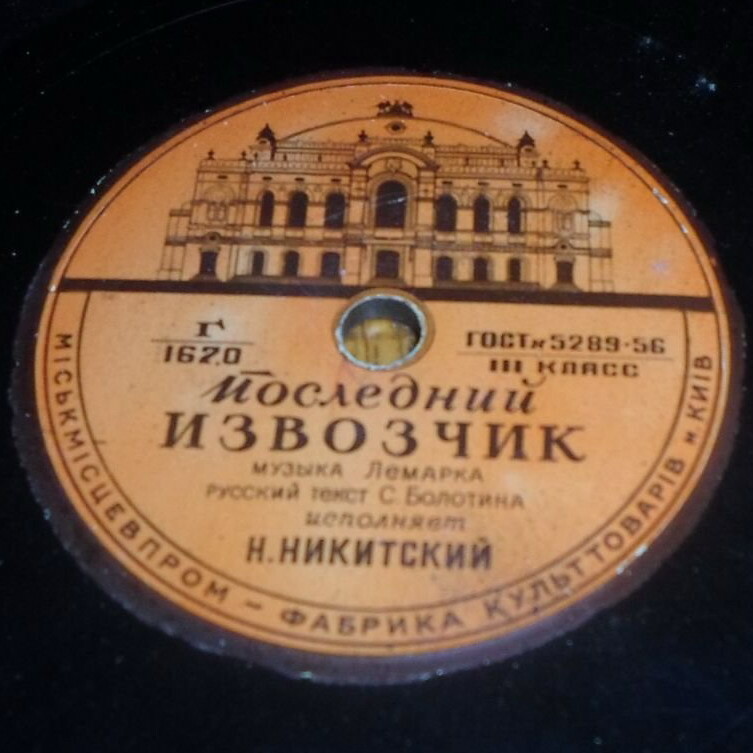 Г
1620
ГОСТ № 5289-56
III КЛАСС
Последний
ИЗВОЗЧИК
МУЗЫКА ЛЕМАРКА
РУССКИЙ ТЕКСТ С. БОЛОТИНА
исполняет
Н. НИКИТСКИЙ
МІСЬКМІСЦЕВПРОМ – ФАБРИКА КУЛЬТТОВАРІВ м. КИЇВ